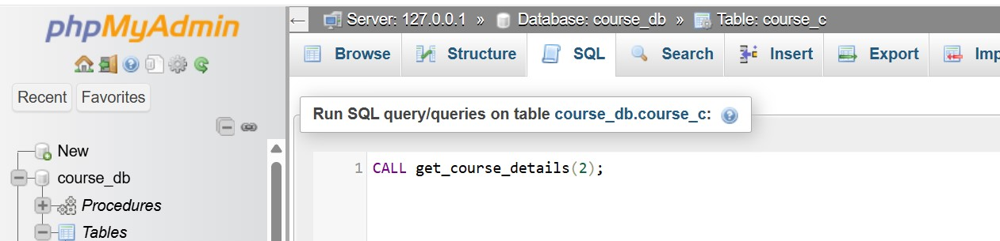 phpMyAdmin
Recent Favorites
New
course_db
Procedures
Tables
Server: 127.0.0.1 » Database: course_db » Table: course_c
Browse Structure SQL Search Insert Export Imp
Run SQL query/queries on table course_db.course_c:
1 CALL get_course_details(2);